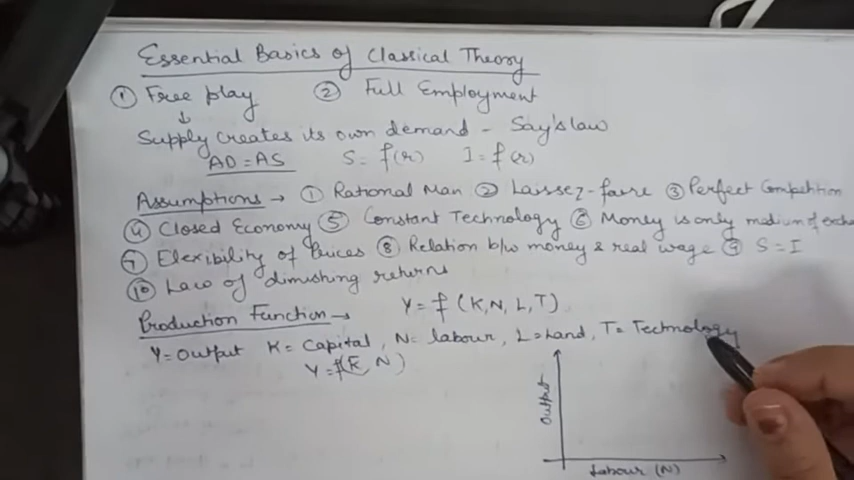 Essential Basics of Classical Theory
① Free play ② Full Employment
↓
Supply creates its own demand - Say's law
AD = AS S = f(r) I = f(r)
Assumptions → ① Rational Man ② Laissez-faire ③ Perfect Competition
④ Closed Economy ⑤ Constant Technology ⑥ Money is only medium of excha
⑦ Flexibility of Prices ⑧ Relation b/w money & real wage ⑨ S = I
⑩ Law of dimishing returns
Production Function → Y = f (K, N, L, T)
Y = Output K = Capital, N = labour, L = Land, T = Technology
Y = f(K, N)
Output
Labour (N)